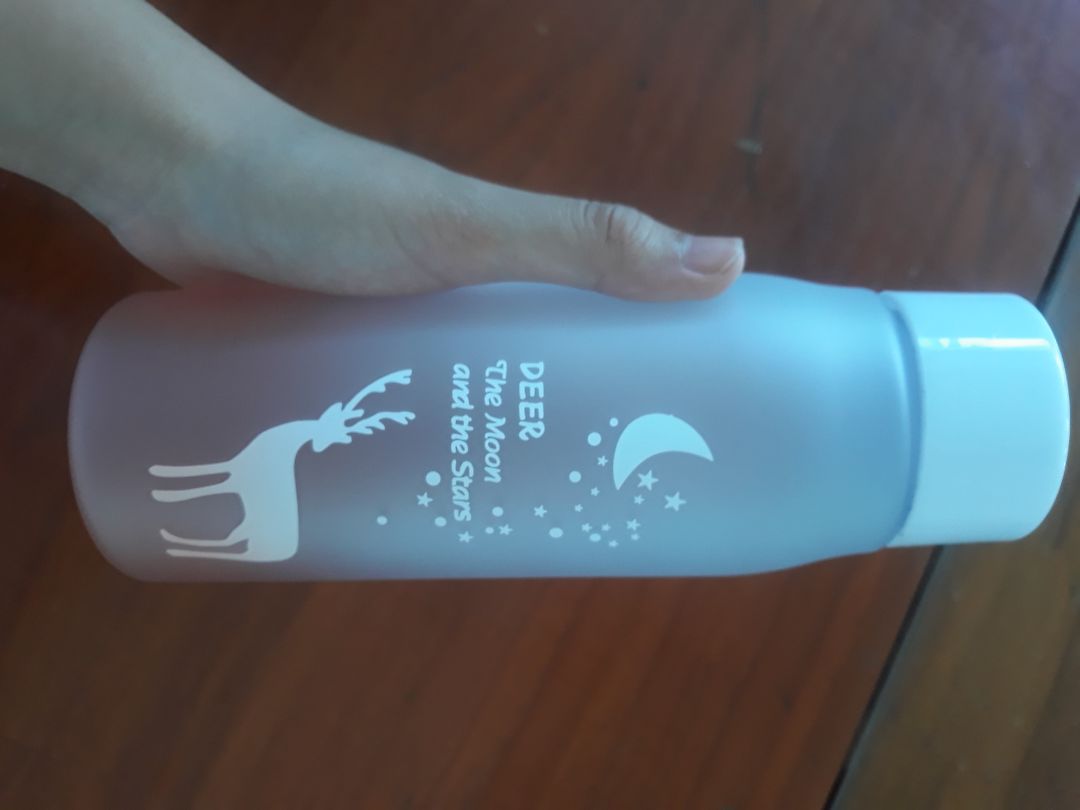 DEER
The Moon
and the Stars